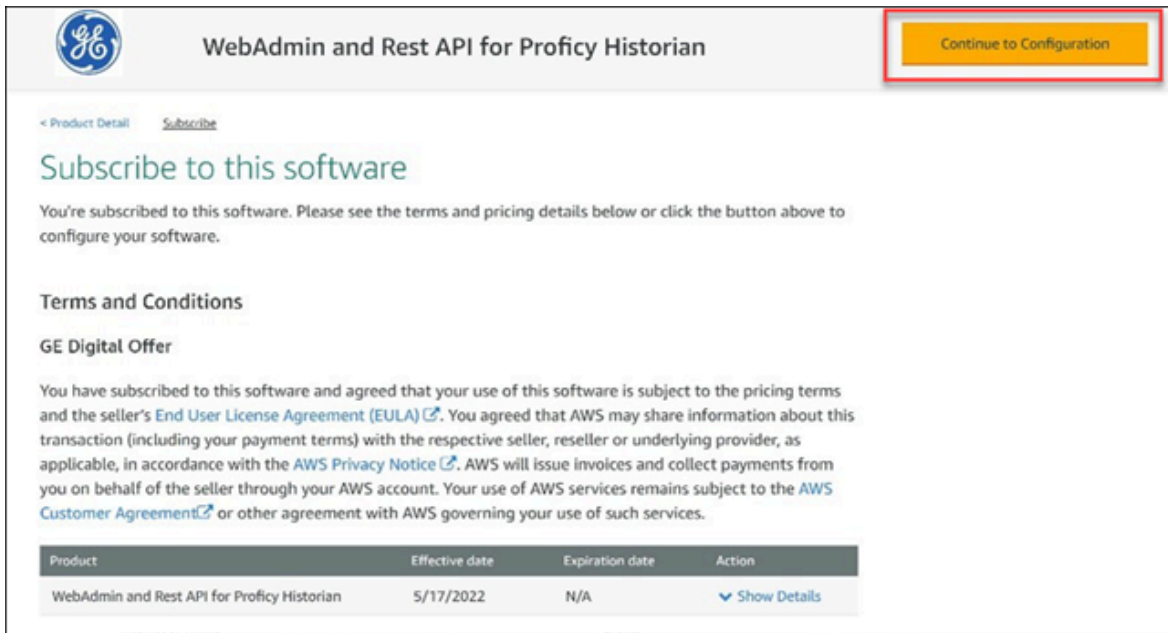 GE
WebAdmin and Rest API for Proficy Historian
Continue to Configuration
< Product Detail Subscribe
Subscribe to this software
You're subscribed to this software. Please see the terms and pricing details below or click the button above to
configure your software.
Terms and Conditions
GE Digital Offer
You have subscribed to this software and agreed that your use of this software is subject to the pricing terms
and the seller's End User License Agreement (EULA). You agreed that AWS may share information about this
transaction (including your payment terms) with the respective seller, reseller or underlying provider, as
applicable, in accordance with the AWS Privacy Notice. AWS will issue invoices and collect payments from
you on behalf of the seller through your AWS account. Your use of AWS services remains subject to the AWS
Customer Agreement or other agreement with AWS governing your use of such services.
Product Effective date Expiration date Action
WebAdmin and Rest API for Proficy Historian 5/17/2022 N/A Show Details